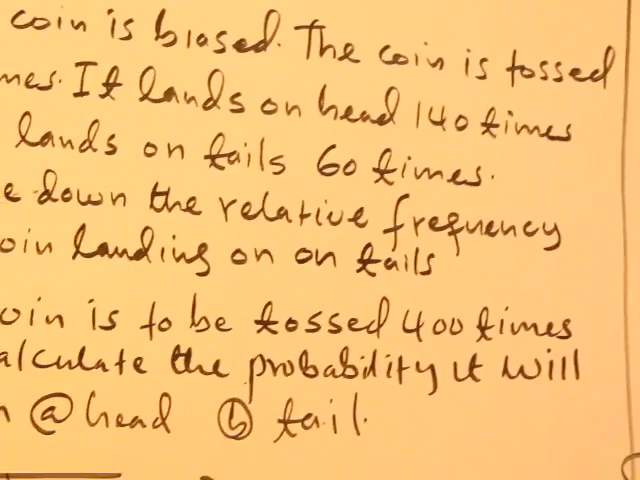 coin is biased. The coin is tossed
mes. It lands on head 140 times
lands on tails 60 times.
e down the relative frequency
oin landing on on tails
oin is to be tossed 400 times
alculate the probability it will
n (a) head (b) tail.